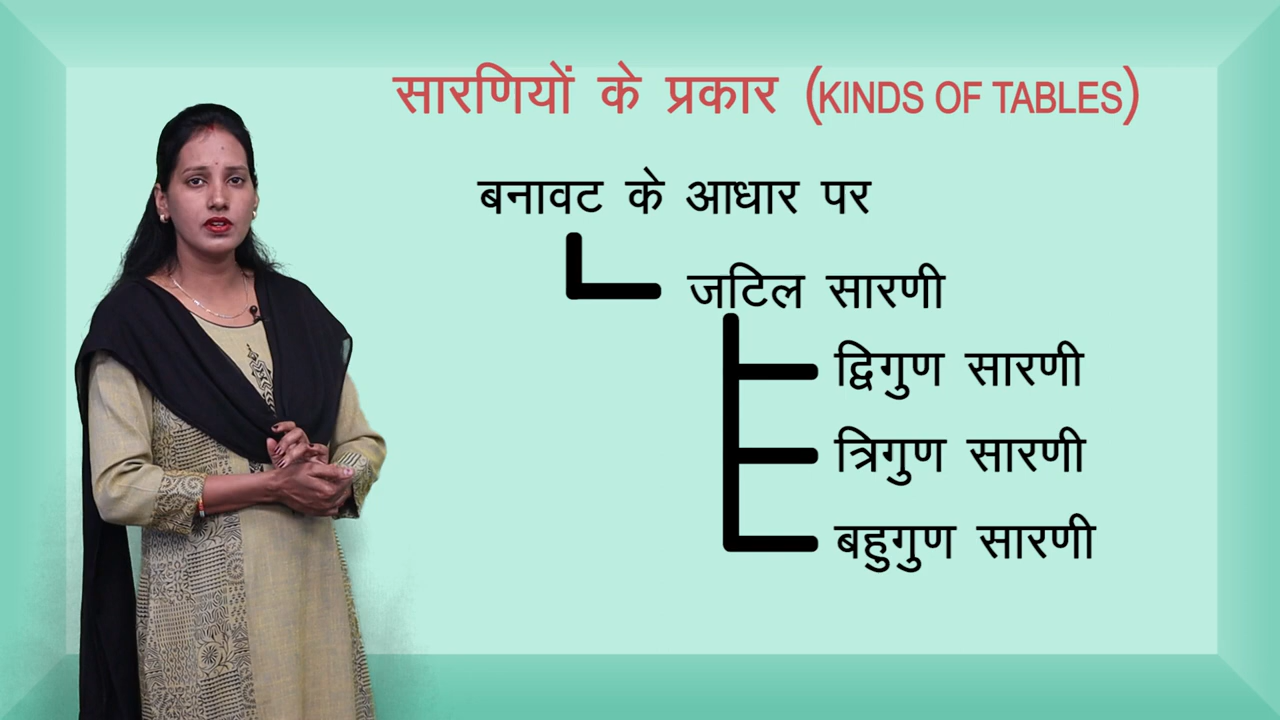 सारणियों के प्रकार (KINDS OF TABLES)
बनावट के आधार पर
जटिल सारणी
द्विगुण सारणी
त्रिगुण सारणी
बहुगुण सारणी